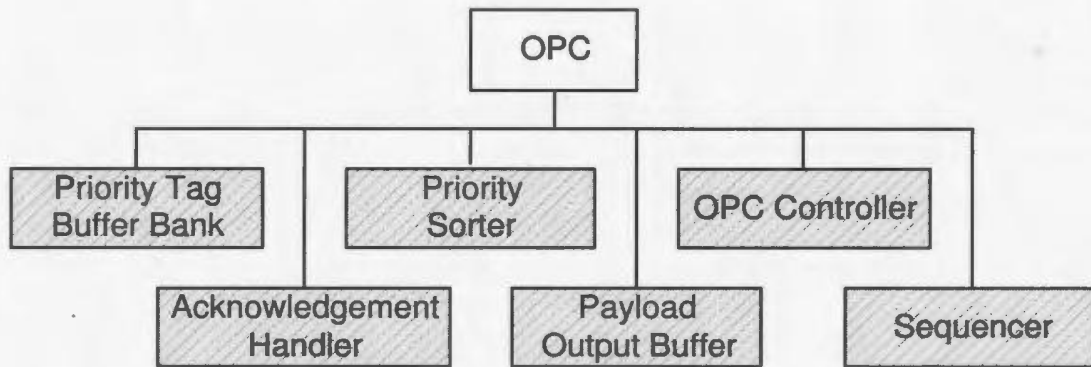 OPC
Priority Tag
Buffer Bank
Priority
Sorter
OPC Controller
Acknowledgement
Handler
Payload
Output Buffer
Sequencer